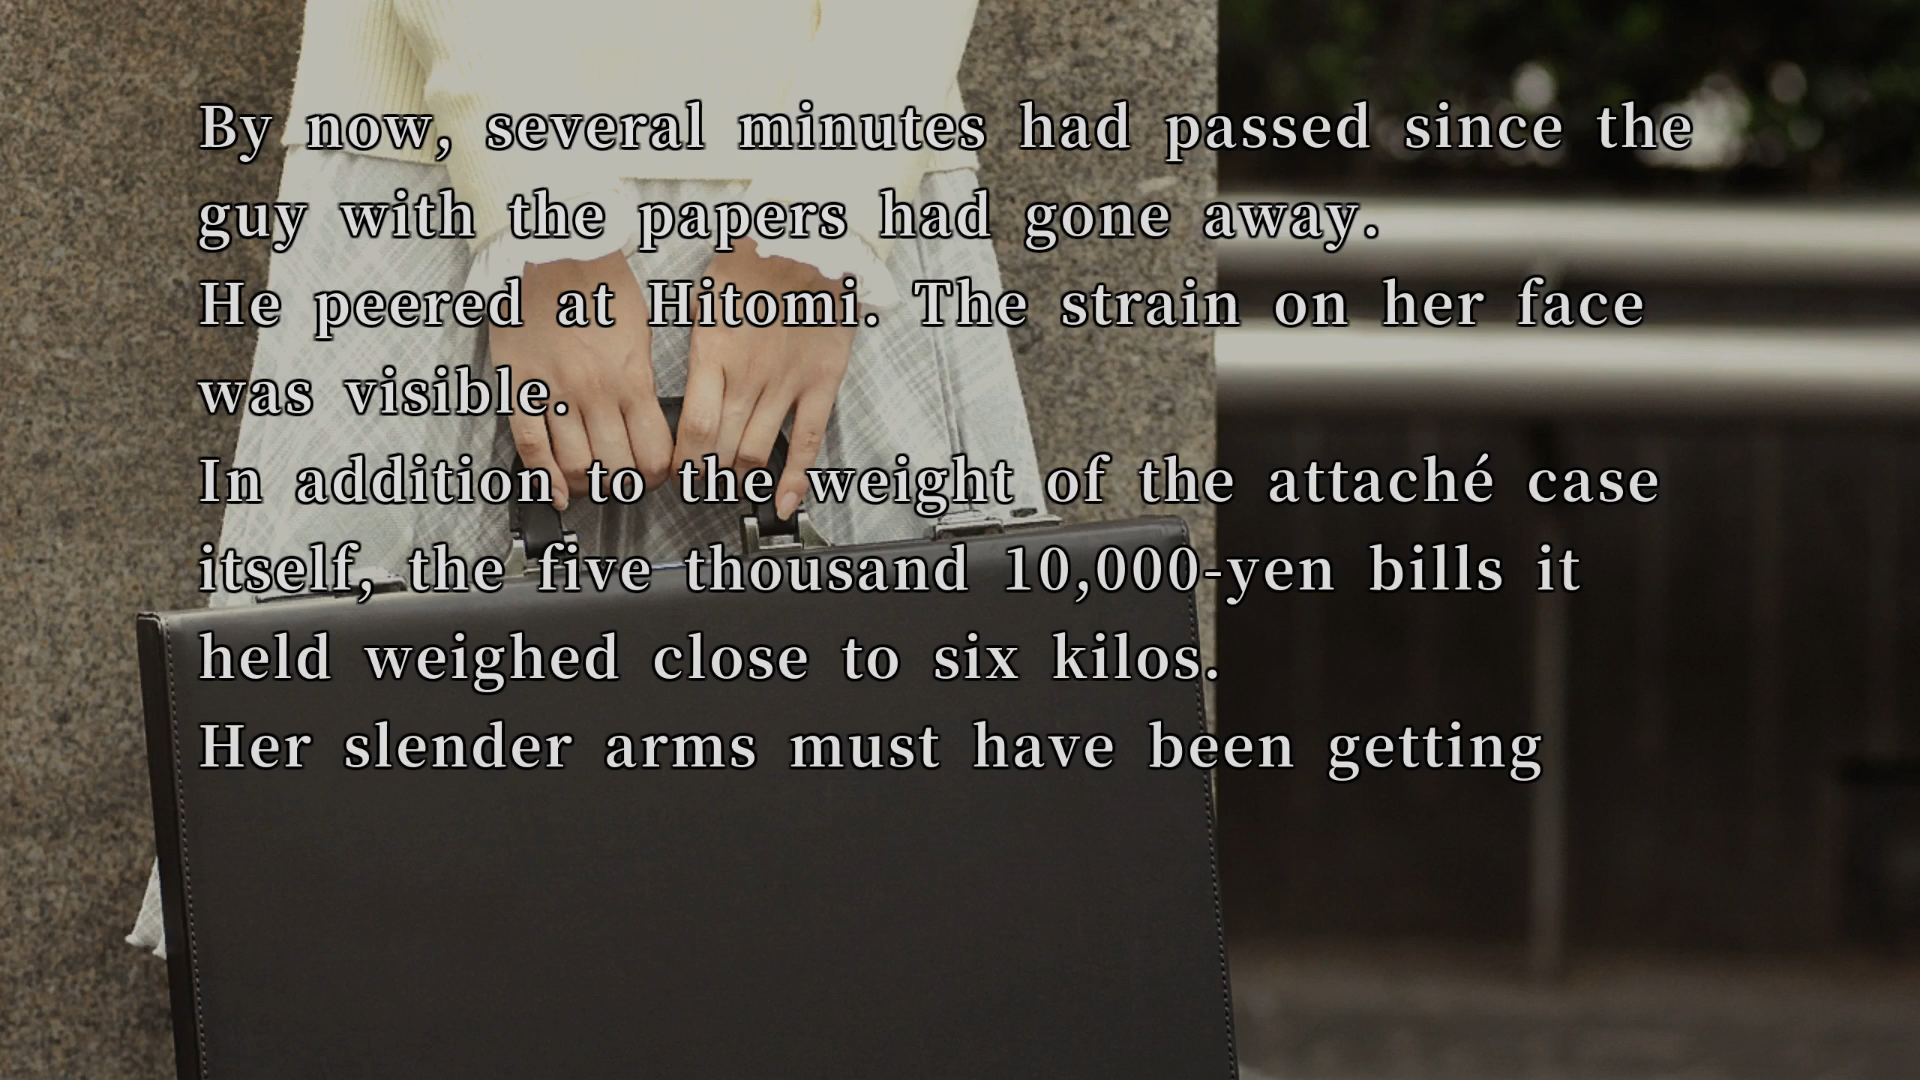 By now, several minutes had passed since the
guy with the papers had gone away.
He peered at Hitomi. The strain on her face
was visible.
In addition to the weight of the attaché case
itself, the five thousand 10,000-yen bills it
held weighed close to six kilos.
Her slender arms must have been getting